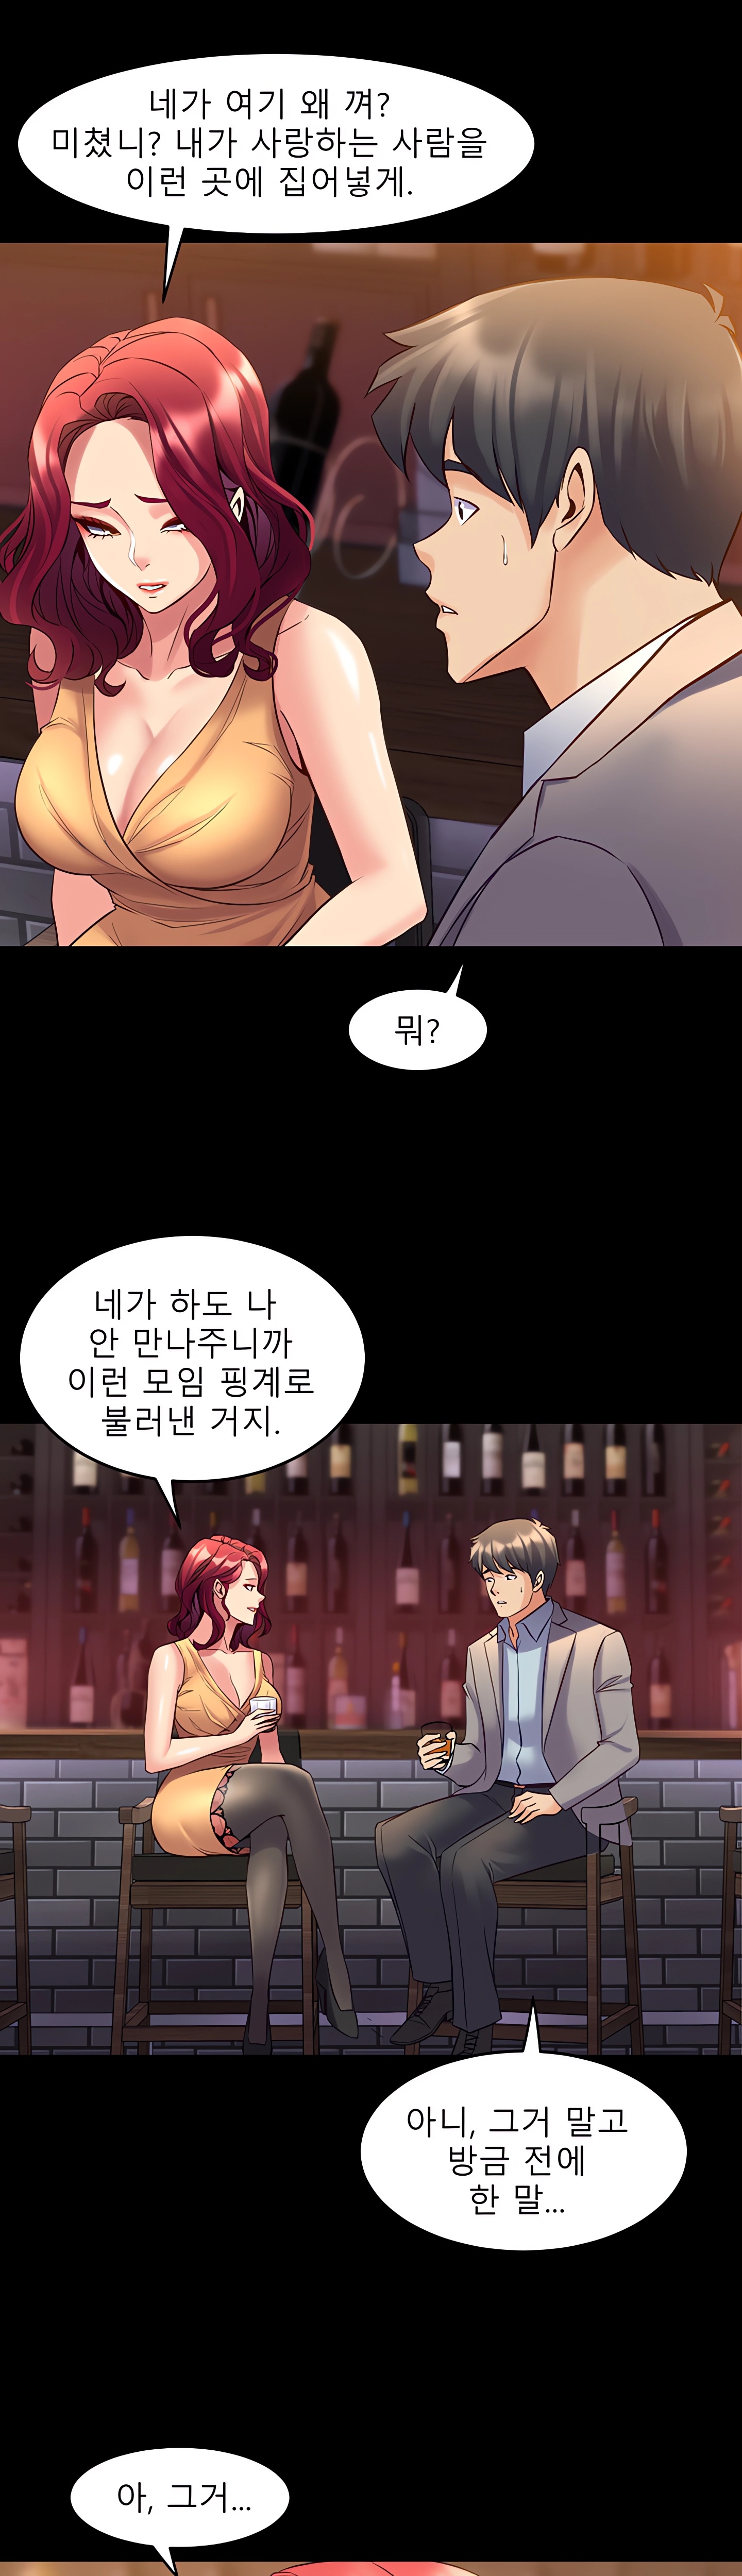 네가 여기 왜 껴?
미쳤니? 내가 사랑하는 사람을
이런 곳에 집어넣게.
뭐?
네가 하도 나
안 만나주니까
이런 모임 핑계로
불러낸 거지.
아니, 그거 말고
방금 전에
한 말...
아, 그거...